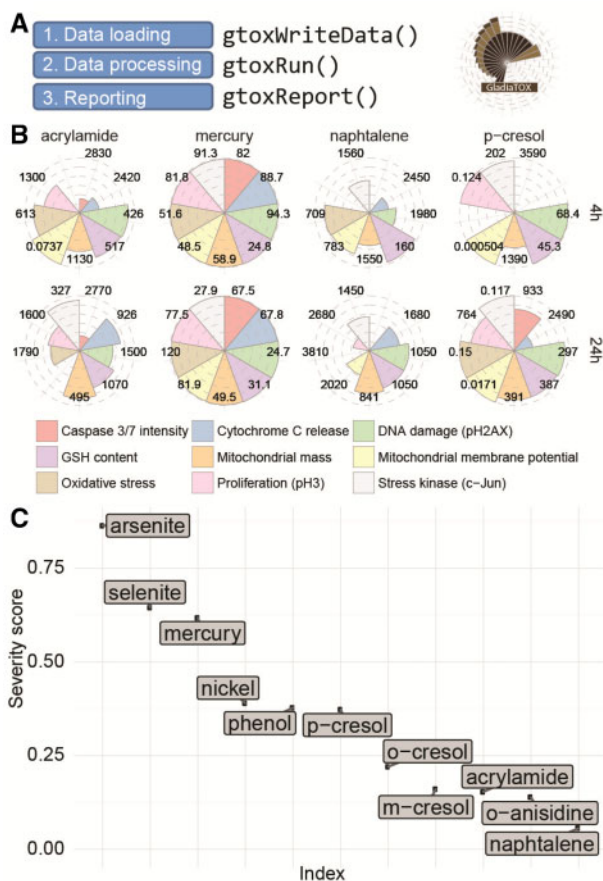 A
1. Data loading gtoxWriteData()
2. Data processing gtoxRun()
3. Reporting gtoxReport()
GladiaTOX
B
acrylamide mercury naphtalene p-cresol
2830 91.3 82 1560 202 3590
1300 2420 81.8 88.7 2450 0.124
613 426 51.6 94.3 709 1980 68.4
0.0737 517 48.5 24.8 783 160 0.000504 45.3
1130 58.9 1550 1390
4h
327 2770 27.9 67.5 1450 0.117 933
1600 926 77.5 67.8 2680 1680 764 2490
1790 1500 120 24.7 3810 1050 0.15 297
1070 81.9 31.1 2020 1050 0.0171 387
495 49.5 841 391
24h
Caspase 3/7 intensity Cytochrome C release DNA damage (pH2AX)
GSH content Mitochondrial mass Mitochondrial membrane potential
Oxidative stress Proliferation (pH3) Stress kinase (c-Jun)
C
Severity score
0.75
0.50
0.25
0.00
arsenite
selenite
mercury
nickel
phenol
p-cresol
o-cresol
m-cresol
acrylamide
o-anisidine
naphtalene
Index